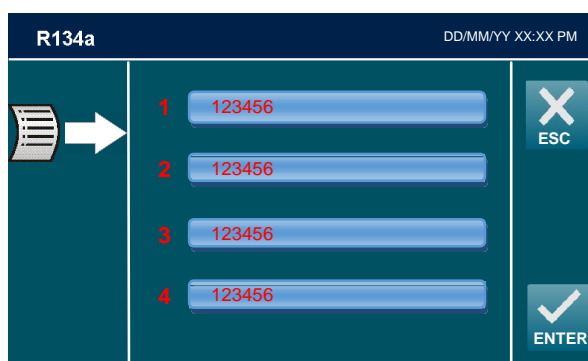 R134a DD/MM/YY XX:XX PM
1 123456
ESC
2 123456
3 123456
4 123456
ENTER